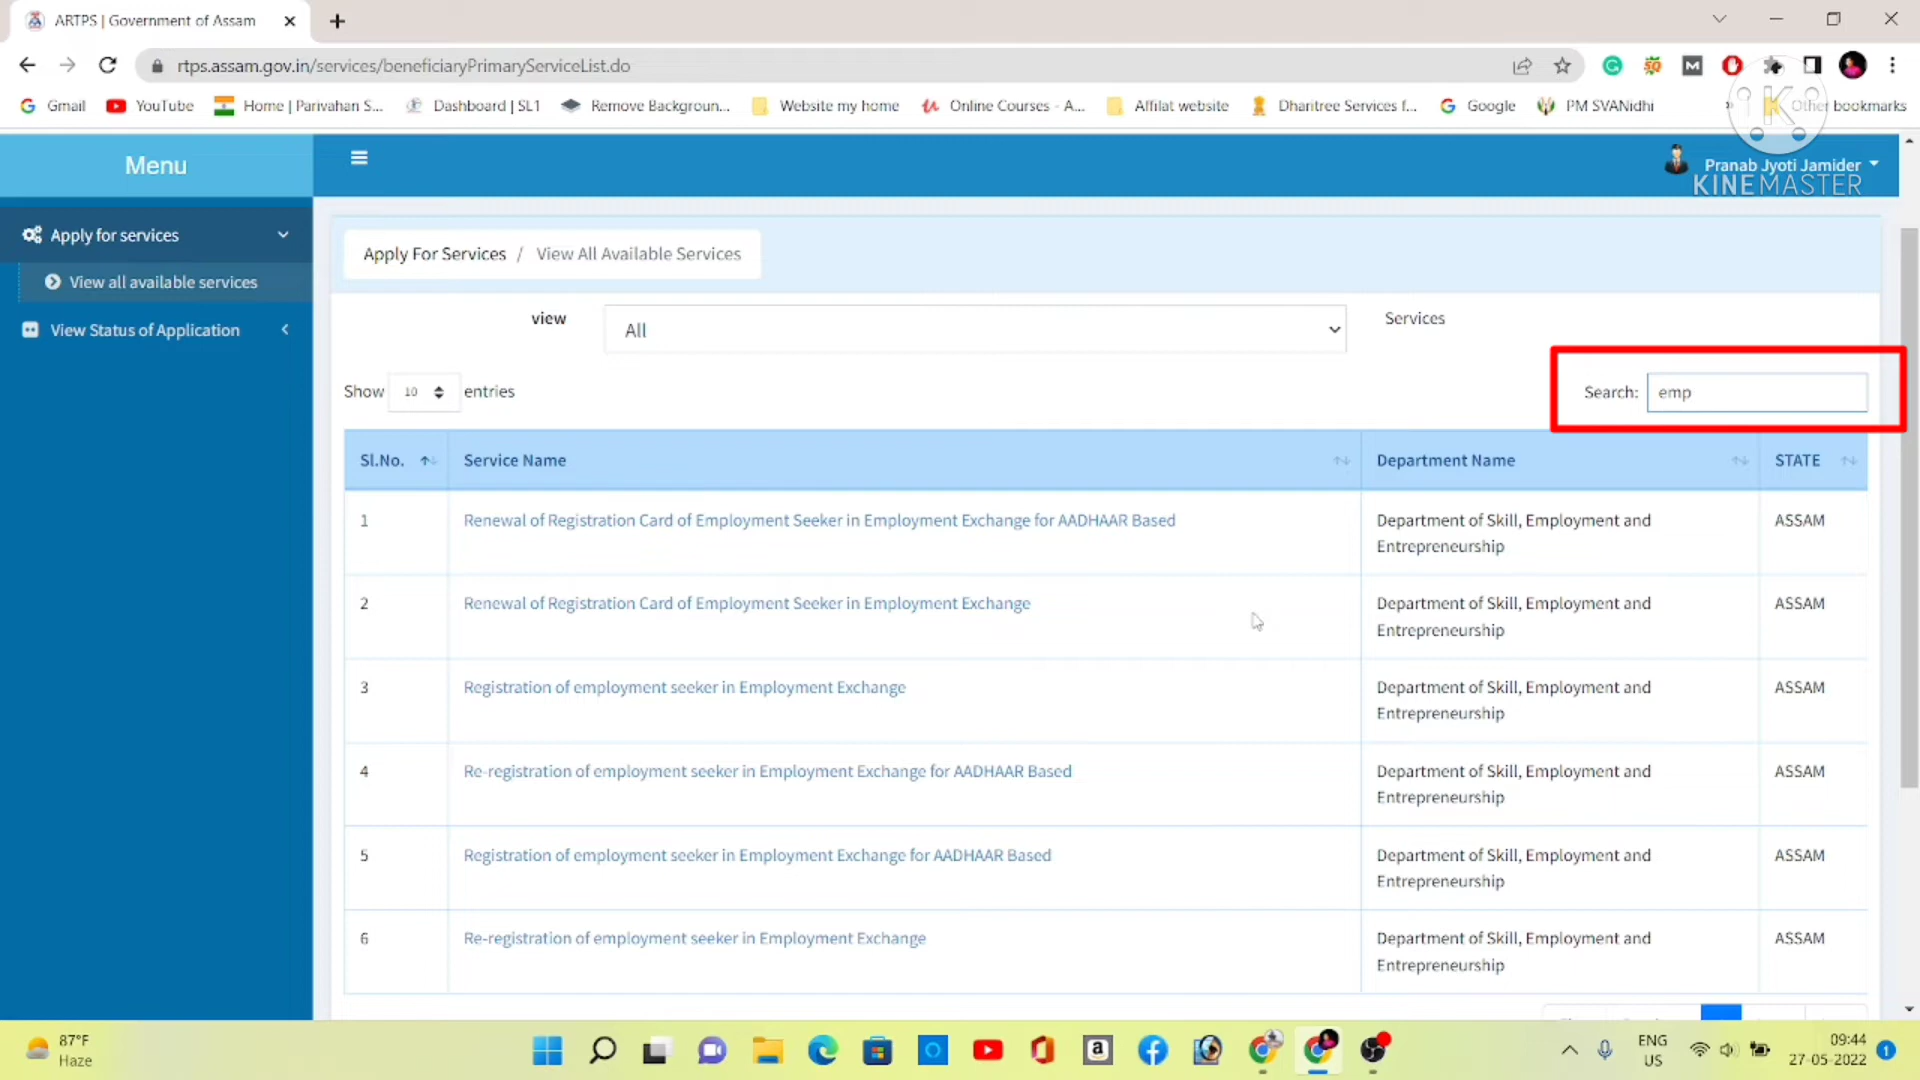 ARTPS | Government of Assam
rtps.assam.gov.in/services/beneficiaryPrimaryServiceList.do
Gmail YouTube Home | Parivahan S... Dashboard | SL1 Remove Backgroun... Website my home Online Courses - A... Affilat website Dharitree Services f... Google PM SVANidhi » Other bookmarks
Menu
Pranab Jyoti Jamider
KINEMASTER
Apply for services
View all available services
View Status of Application
Apply For Services / View All Available Services
view All Services
Show 10 entries
Search: emp
Sl.No. Service Name Department Name STATE
1 Renewal of Registration Card of Employment Seeker in Employment Exchange for AADHAAR Based Department of Skill, Employment and ASSAM
Entrepreneurship
2 Renewal of Registration Card of Employment Seeker in Employment Exchange Department of Skill, Employment and ASSAM
Entrepreneurship
3 Registration of employment seeker in Employment Exchange Department of Skill, Employment and ASSAM
Entrepreneurship
4 Re-registration of employment seeker in Employment Exchange for AADHAAR Based Department of Skill, Employment and ASSAM
Entrepreneurship
5 Registration of employment seeker in Employment Exchange for AADHAAR Based Department of Skill, Employment and ASSAM
Entrepreneurship
6 Re-registration of employment seeker in Employment Exchange Department of Skill, Employment and ASSAM
Entrepreneurship
87°F
Haze
ENG
US
09:44
27-05-2022
1